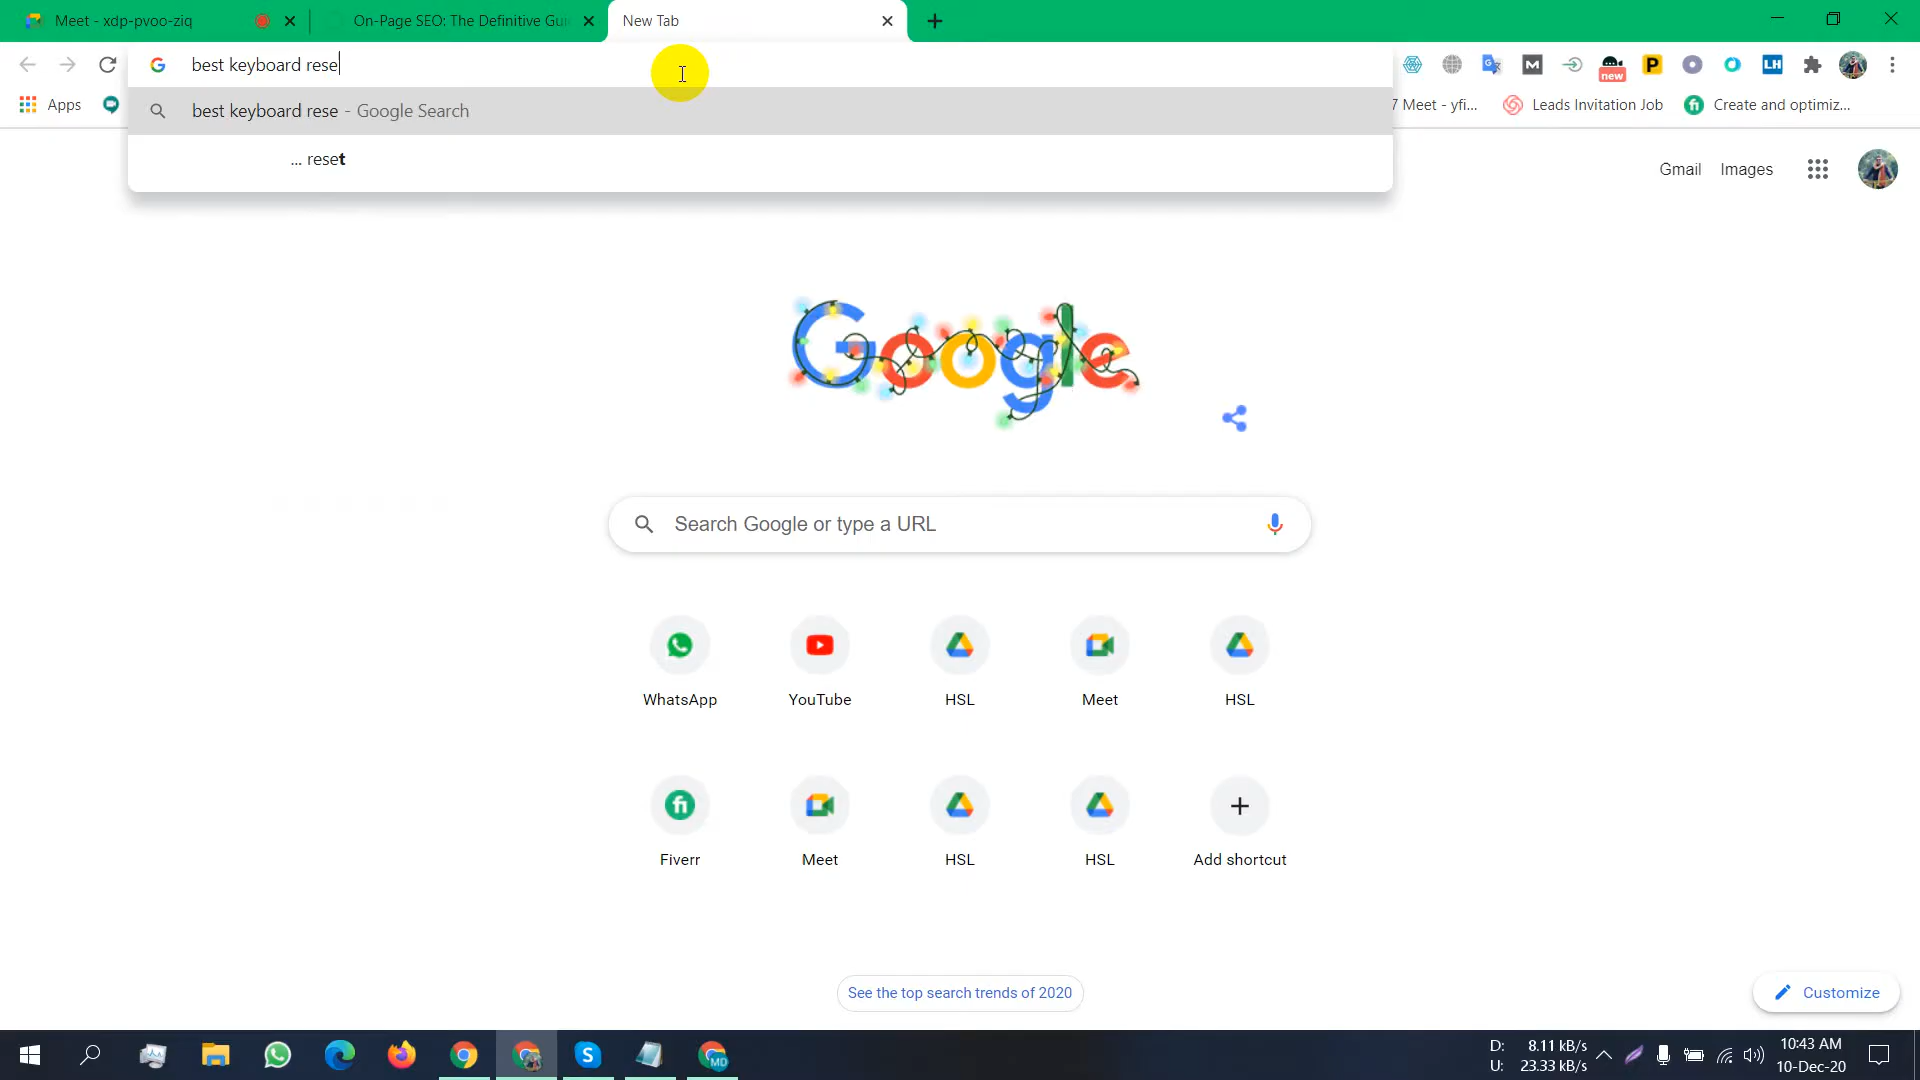 Meet - xdp-pvoo-ziq
On-Page SEO: The Definitive Gui
New Tab
best keyboard rese
new
best keyboard rese - Google Search
Apps
7 Meet - yfi...
Leads Invitation Job
Create and optimiz...
... reset
Gmail
Images
Google
Search Google or type a URL
WhatsApp
YouTube
HSL
Meet
HSL
Fiverr
Meet
HSL
HSL
Add shortcut
See the top search trends of 2020
Customize
D: 8.11 kB/s
U: 23.33 kB/s
10:43 AM
10-Dec-20